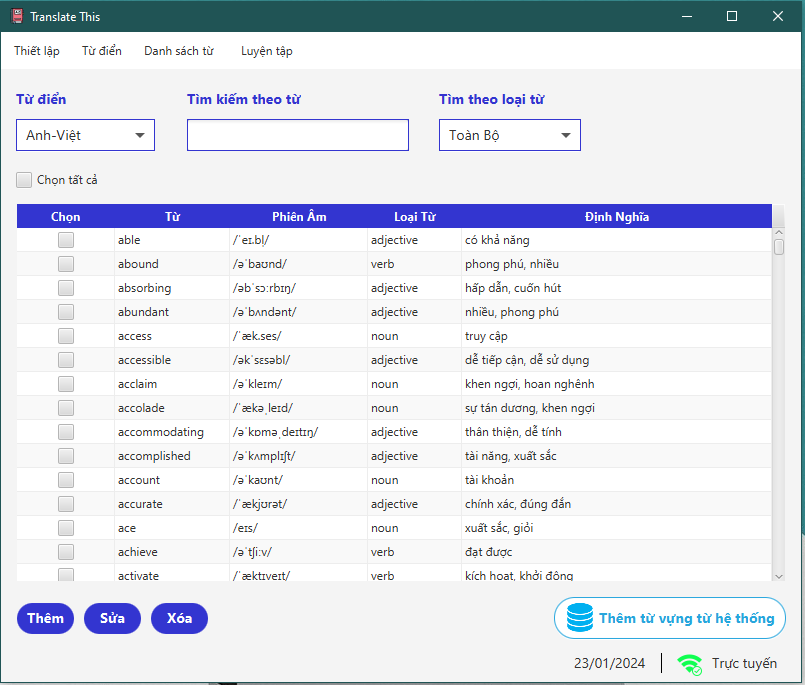 Translate This
Thiết lập Từ điển Danh sách từ Luyện tập
Từ điển Tìm kiếm theo từ Tìm theo loại từ
Anh-Việt Toàn Bộ
Chọn tất cả
Chọn Từ Phiên Âm Loại Từ Định Nghĩa
able /ˈeɪ.bl̩/ adjective có khả năng
abound /əˈbaʊnd/ verb phong phú, nhiều
absorbing /əbˈsɔːrbɪŋ/ adjective hấp dẫn, cuốn hút
abundant /əˈbʌndənt/ adjective nhiều, phong phú
access /ˈæk.ses/ noun truy cập
accessible /əkˈsɛsəbl/ adjective dễ tiếp cận, dễ sử dụng
acclaim /əˈkleɪm/ noun khen ngợi, hoan nghênh
accolade /ˈækəˌleɪd/ noun sự tán dương, khen ngợi
accommodating /əˈkɒməˌdeɪtɪŋ/ adjective thân thiện, dễ tính
accomplished /əˈkʌmplɪʃt/ adjective tài năng, xuất sắc
account /əˈkaʊnt/ noun tài khoản
accurate /ˈækjʊrət/ adjective chính xác, đúng đắn
ace /eɪs/ noun xuất sắc, giỏi
achieve /əˈtʃiːv/ verb đạt được
activate /ˈæktɪveɪt/ verb kích hoạt, khởi động
Thêm Sửa Xóa Thêm từ vựng từ hệ thống
23/01/2024 Trực tuyến